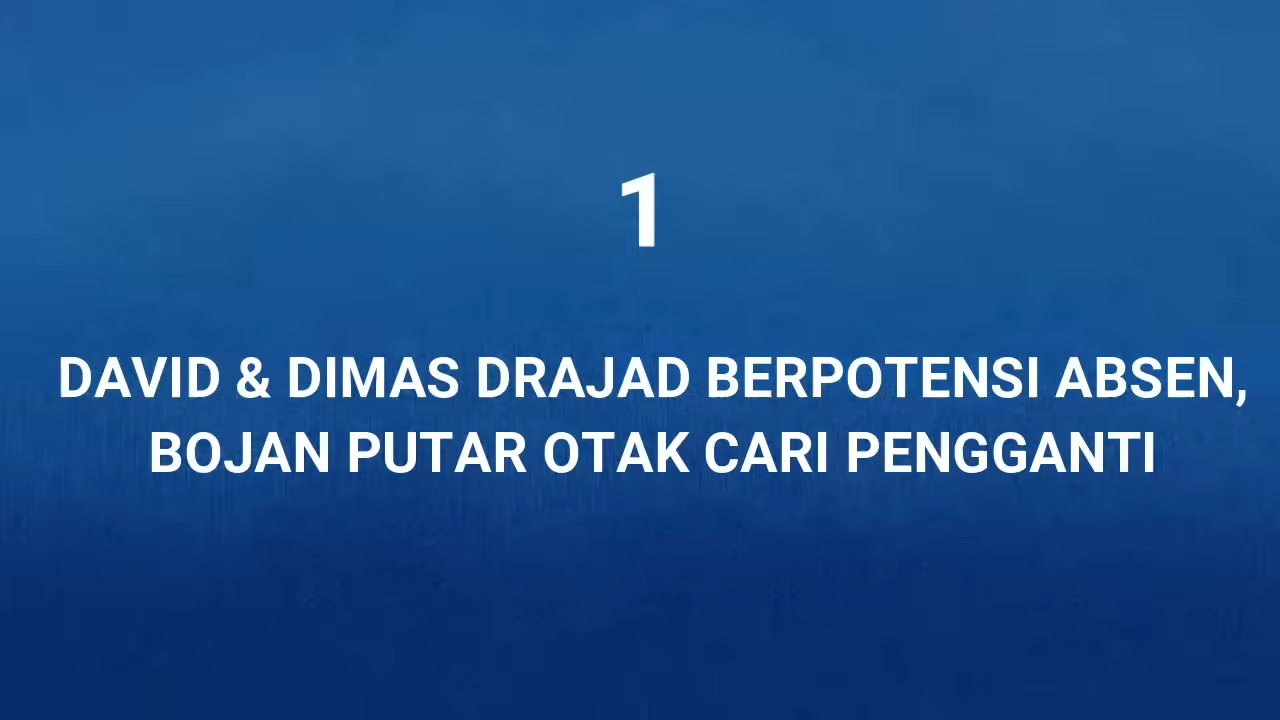 1
DAVID & DIMAS DRAJAD BERPOTENSI ABSEN,
BOJAN PUTAR OTAK CARI PENGGANTI